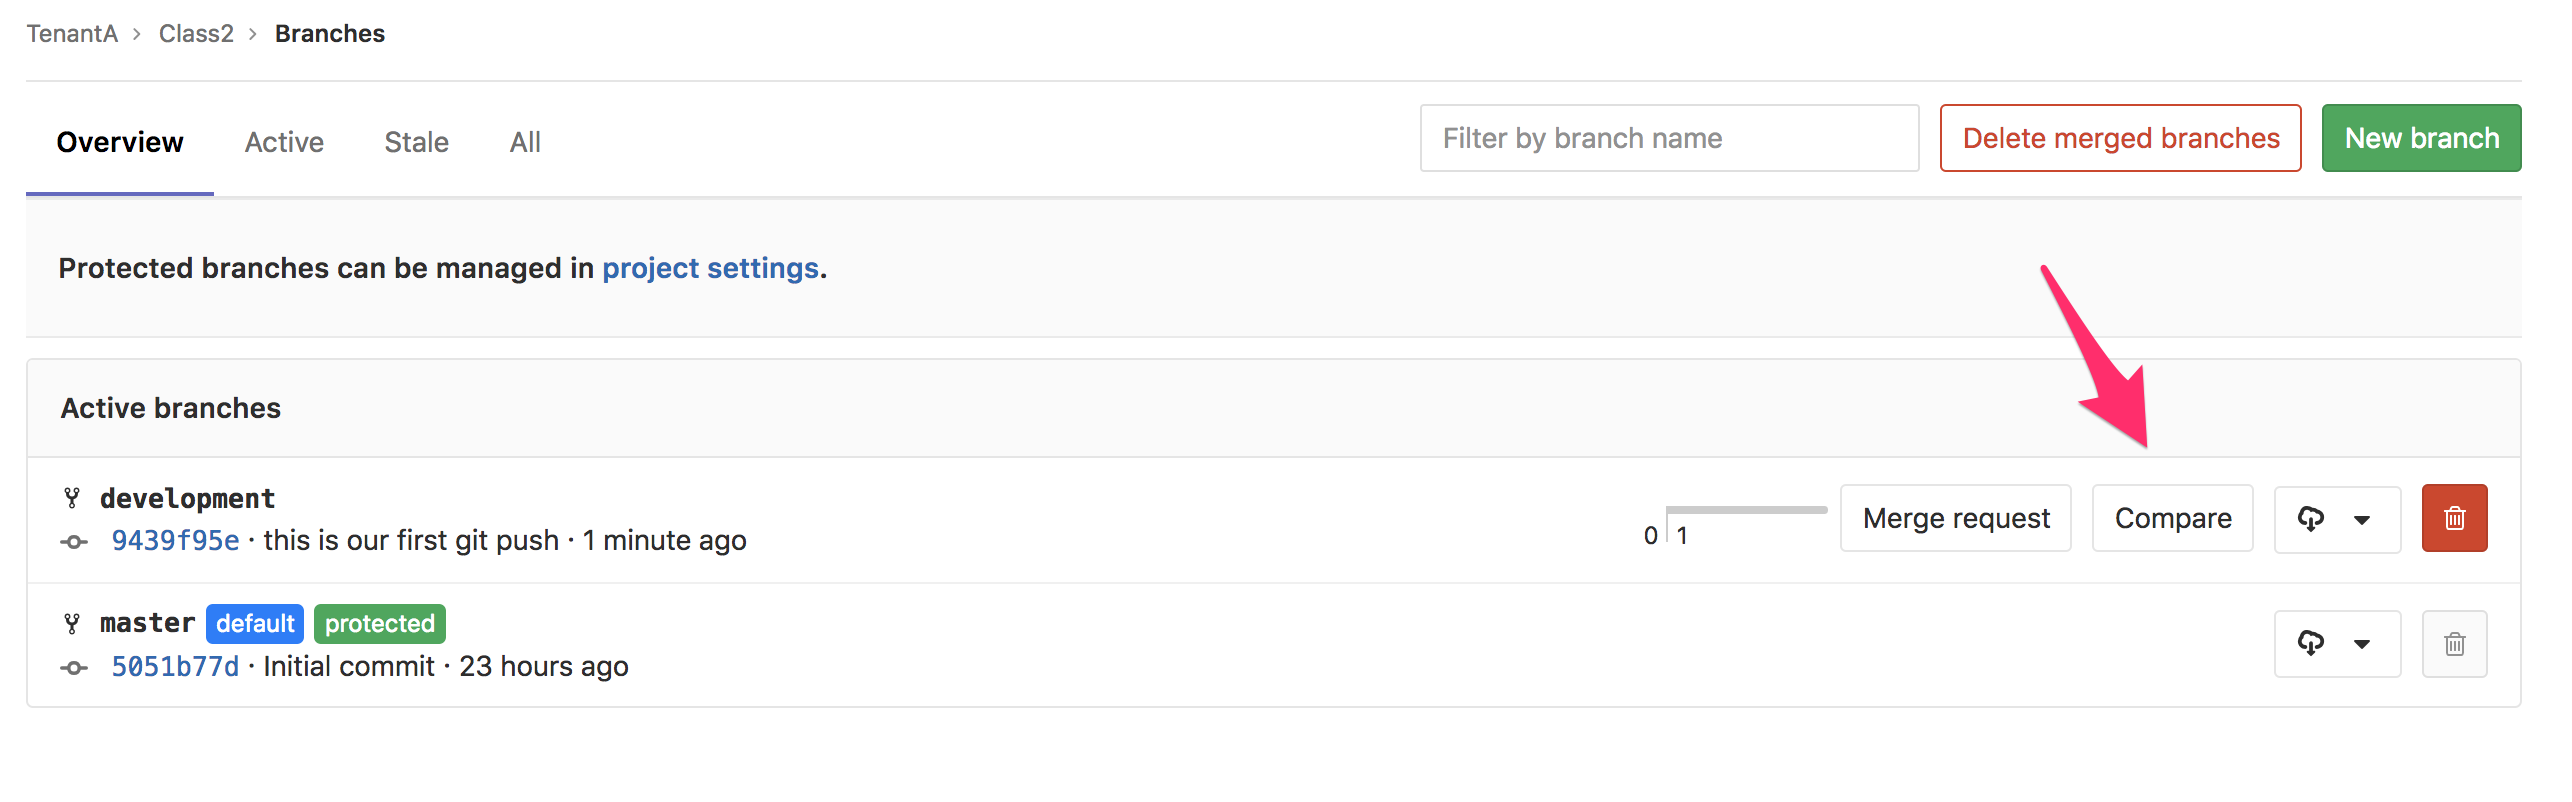 TenantA > Class2 > Branches
Overview Active Stale All Filter by branch name Delete merged branches New branch
Protected branches can be managed in project settings.
Active branches
development
9439f95e · this is our first git push · 1 minute ago
0 1 Merge request Compare
master default protected
5051b77d · Initial commit · 23 hours ago